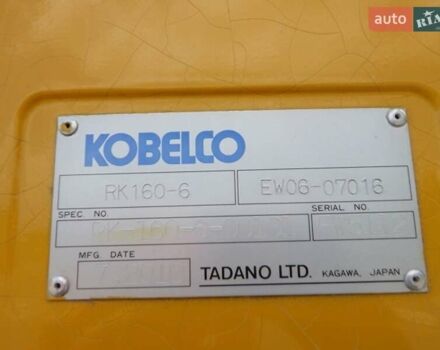 auto RIA
KOBELCO
RK160-6 EW06-07016
SPEC NO. SERIAL NO.
MFG DATE
TADANO LTD. KAGAWA, JAPAN